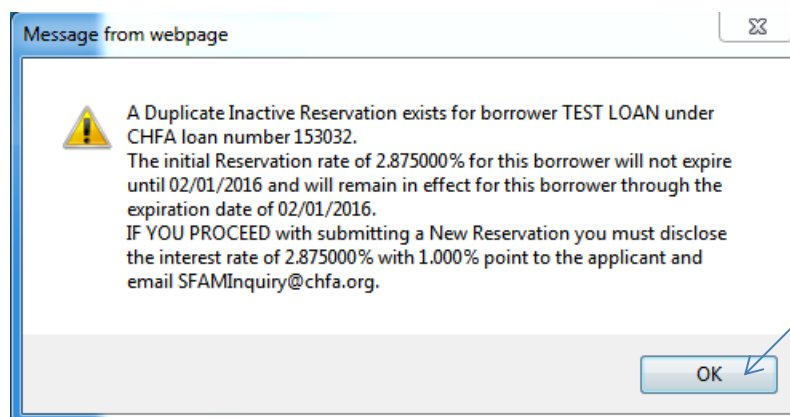 Message from webpage
A Duplicate Inactive Reservation exists for borrower TEST LOAN under
CHFA loan number 153032.
The initial Reservation rate of 2.875000% for this borrower will not expire
until 02/01/2016 and will remain in effect for this borrower through the
expiration date of 02/01/2016.
IF YOU PROCEED with submitting a New Reservation you must disclose
the interest rate of 2.875000% with 1.000% point to the applicant and
email SFAMInquiry@chfa.org.
OK